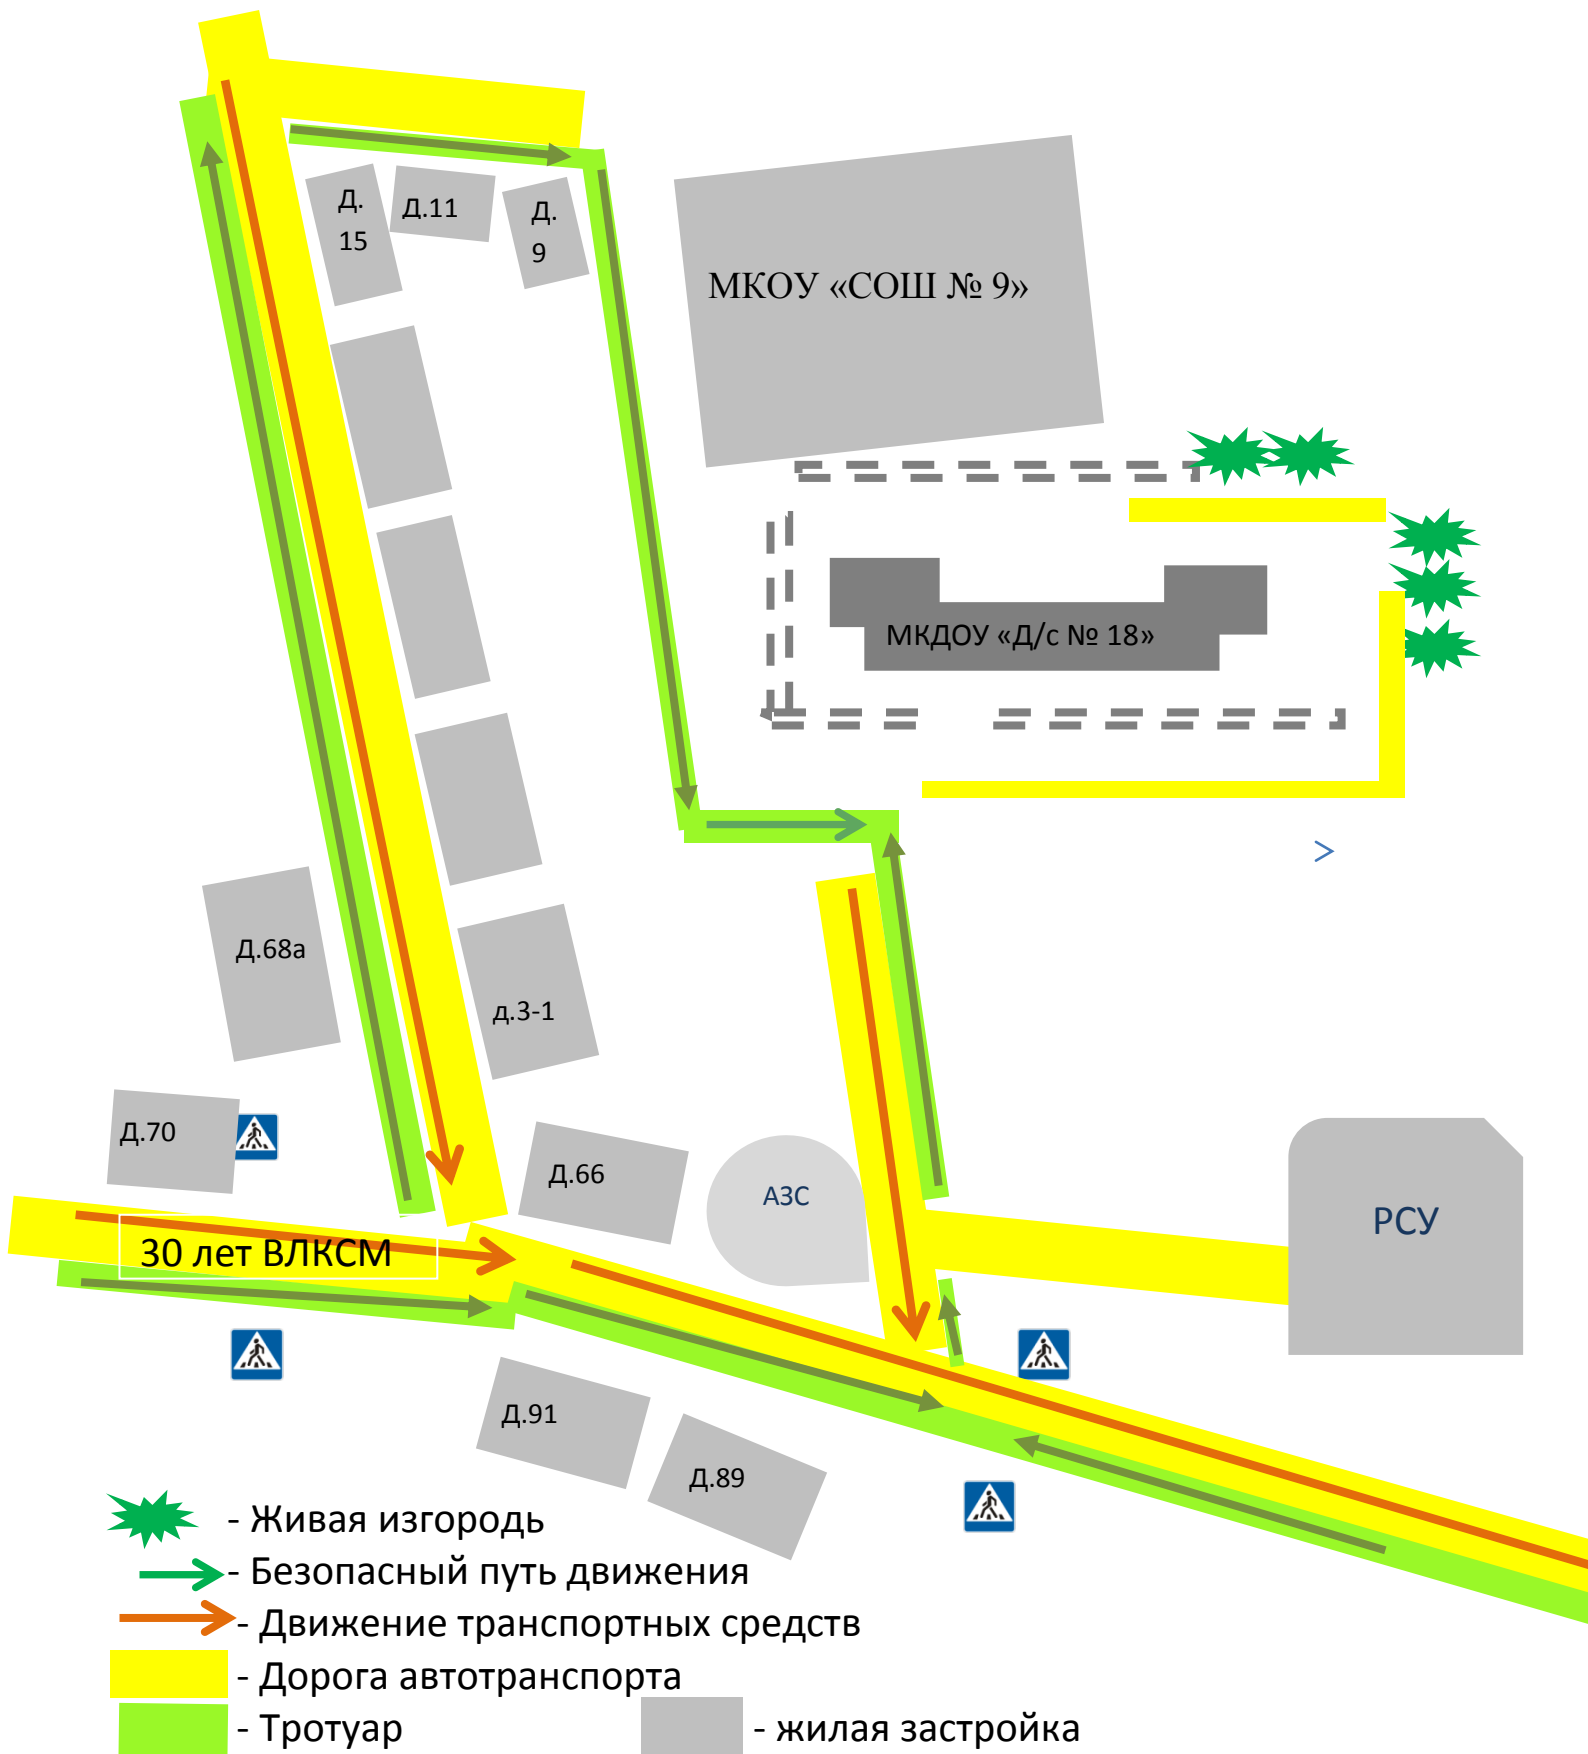 Д.
15
Д.11
Д.
9
МКОУ «СОШ № 9»
МКДОУ «Д/с № 18»
>
Д.68а
д.3-1
Д.70
Д.66
АЗС
РСУ
30 лет ВЛКСМ
Д.91
Д.89
- Живая изгородь
- Безопасный путь движения
- Движение транспортных средств
- Дорога автотранспорта
- Тротуар
- жилая застройка